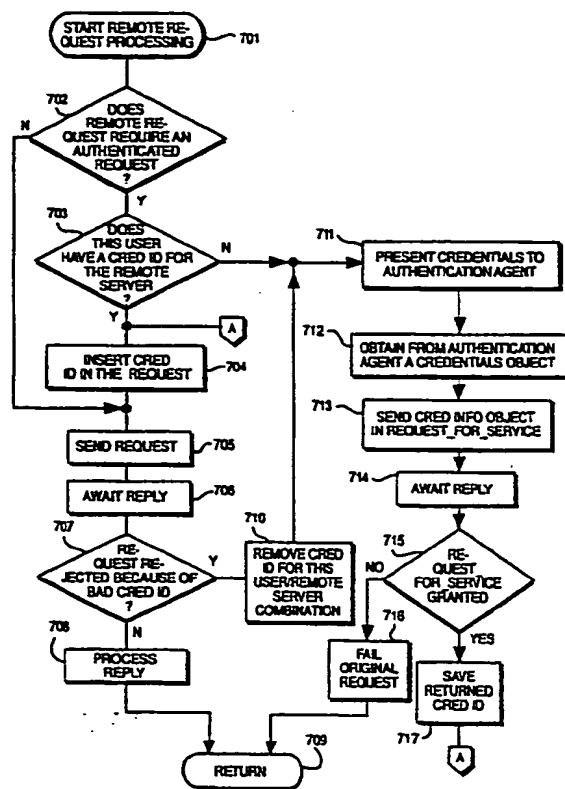 START REMOTE RE-
QUEST PROCESSING
701
702
DOES
REMOTE RE-
QUEST REQUIRE AN
AUTHENTICATED
REQUEST
?
N
Y
703
DOES
THIS USER
HAVE A CRED ID FOR
THE REMOTE
SERVER
?
N
Y
A
INSERT CRED
ID IN THE REQUEST
704
SEND REQUEST
705
AWAIT REPLY
706
707
RE-
QUEST RE-
JECTED BECAUSE OF
BAD CRED ID
?
Y
N
708
PROCESS
REPLY
710
REMOVE CRED
ID FOR THIS
USER/REMOTE
SERVER
COMBINATION
711
PRESENT CREDENTIALS TO
AUTHENTICATION AGENT
712
OBTAIN FROM AUTHENTICATION
AGENT A CREDENTIALS OBJECT
713
SEND CRED INFO OBJECT
IN REQUEST_FOR_SERVICE
714
AWAIT REPLY
715
RE-
QUEST
FOR_SERVICE
GRANTED
NO
YES
716
FAIL
ORIGINAL
REQUEST
SAVE
RETURNED
CRED ID
717
A
RETURN
709